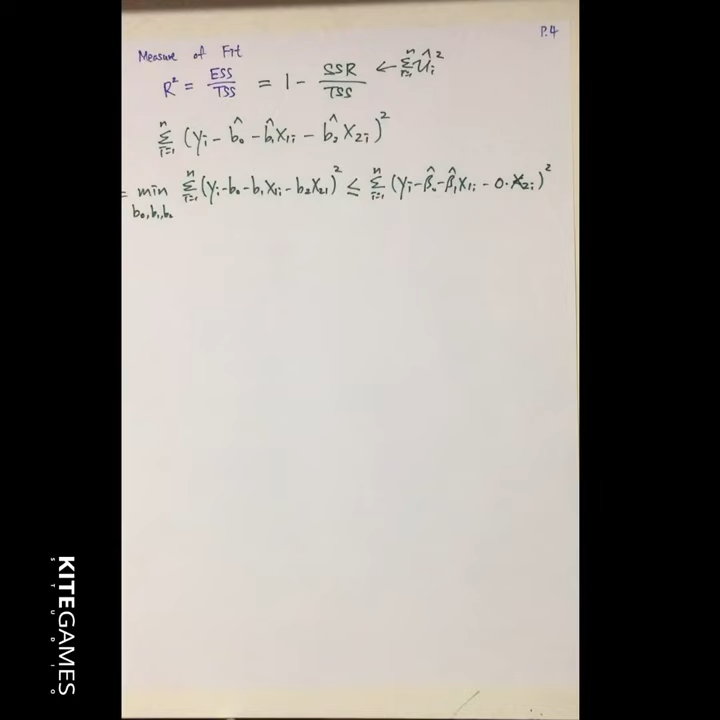 P.4
Measure of Fit
R² = ESS/TSS = 1 - SSR/TSS ← Σᵢ₌₁ⁿ Ûᵢ²
Σᵢ₌₁ⁿ (Yᵢ - b̂₀ - b̂₁X₁ᵢ - b̂₂X₂ᵢ)²
= min Σᵢ₌₁ⁿ (Yᵢ - b₀ - b₁X₁ᵢ - b₂X₂ᵢ)² ≤ Σᵢ₌₁ⁿ (Yᵢ - β̂₀ - β̂₁X₁ᵢ - 0·X₂ᵢ)²
b₀,b₁,b₂
KITEGAMES
STUDIO